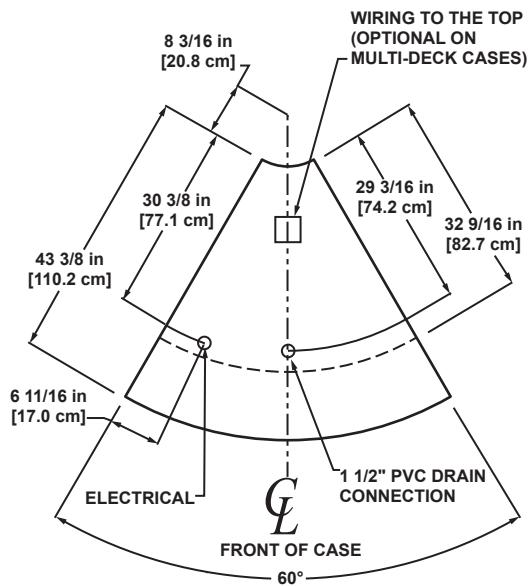 WIRING TO THE TOP
(OPTIONAL ON
MULTI-DECK CASES)
8 3/16 in
[20.8 cm]
30 3/8 in
[77.1 cm]
29 3/16 in
[74.2 cm]
32 9/16 in
[82.7 cm]
43 3/8 in
[110.2 cm]
6 11/16 in
[17.0 cm]
ELECTRICAL
1 1/2" PVC DRAIN
CONNECTION
CL
FRONT OF CASE
60°